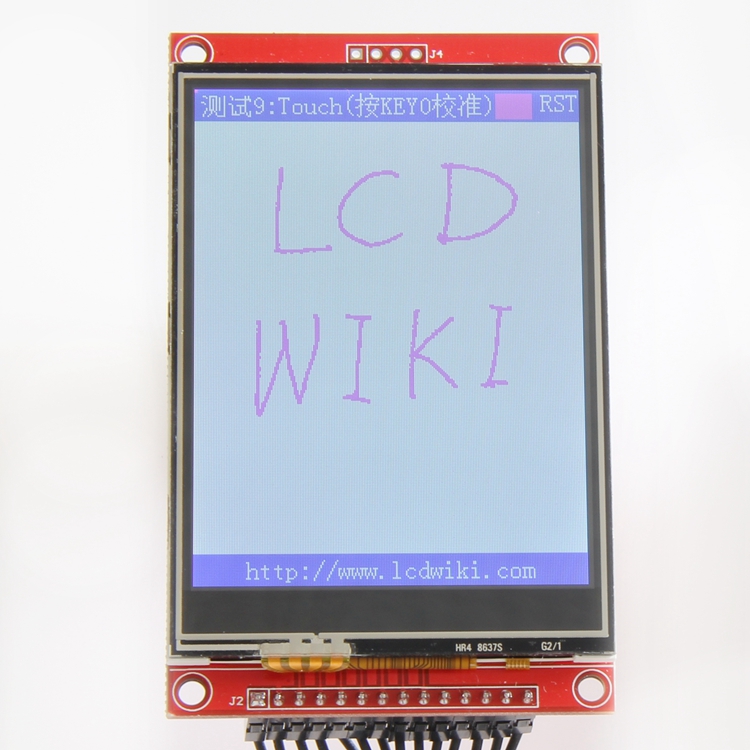 J4
测试9:Touch(按KEY0校准) RST
LCD
WIKI
http://www.lcdwiki.com
HR4 8637S G2/1
J2